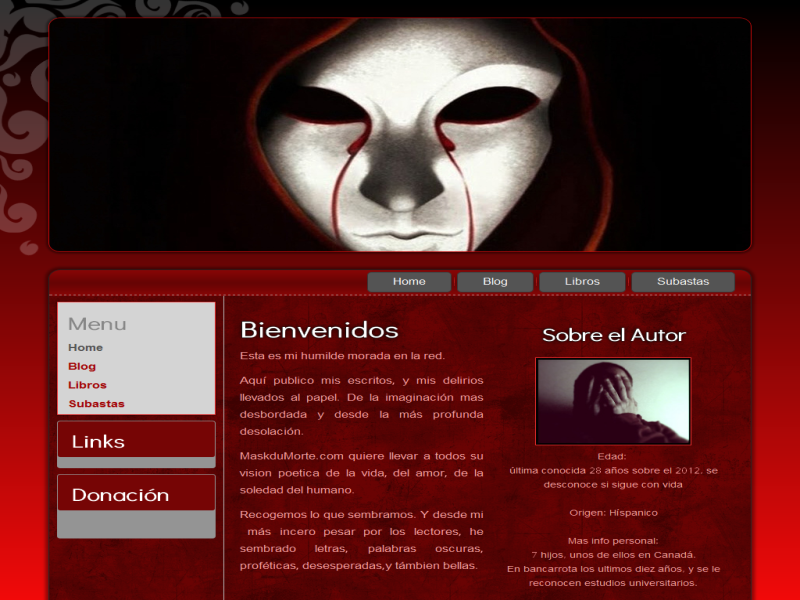 Home
Blog
Libros
Subastas
Menu
Home
Blog
Libros
Subastas
Links
Donación
Bienvenidos
Esta es mi humilde morada en la red.
Aquí publico mis escritos, y mis delirios
llevados al papel. De la imaginación mas
desbordada y desde la más profunda
desolación.
MaskduMorte.com quiere llevar a todos su
vision poetica de la vida, del amor, de la
soledad del humano.
Recogemos lo que sembramos. Y desde mi
más incero pesar por los lectores, he
sembrado letras, palabras oscuras,
proféticas, desesperadas,y támbien bellas.
Sobre el Autor
Edad:
última conocida 28 años sobre el 2012, se
desconoce si sigue con vida
Origen: Híspanico
Mas info personal:
7 hijos, unos de ellos en Canadá.
En bancarrota los ultimos diez años, y se le
reconocen estudios universitarios.